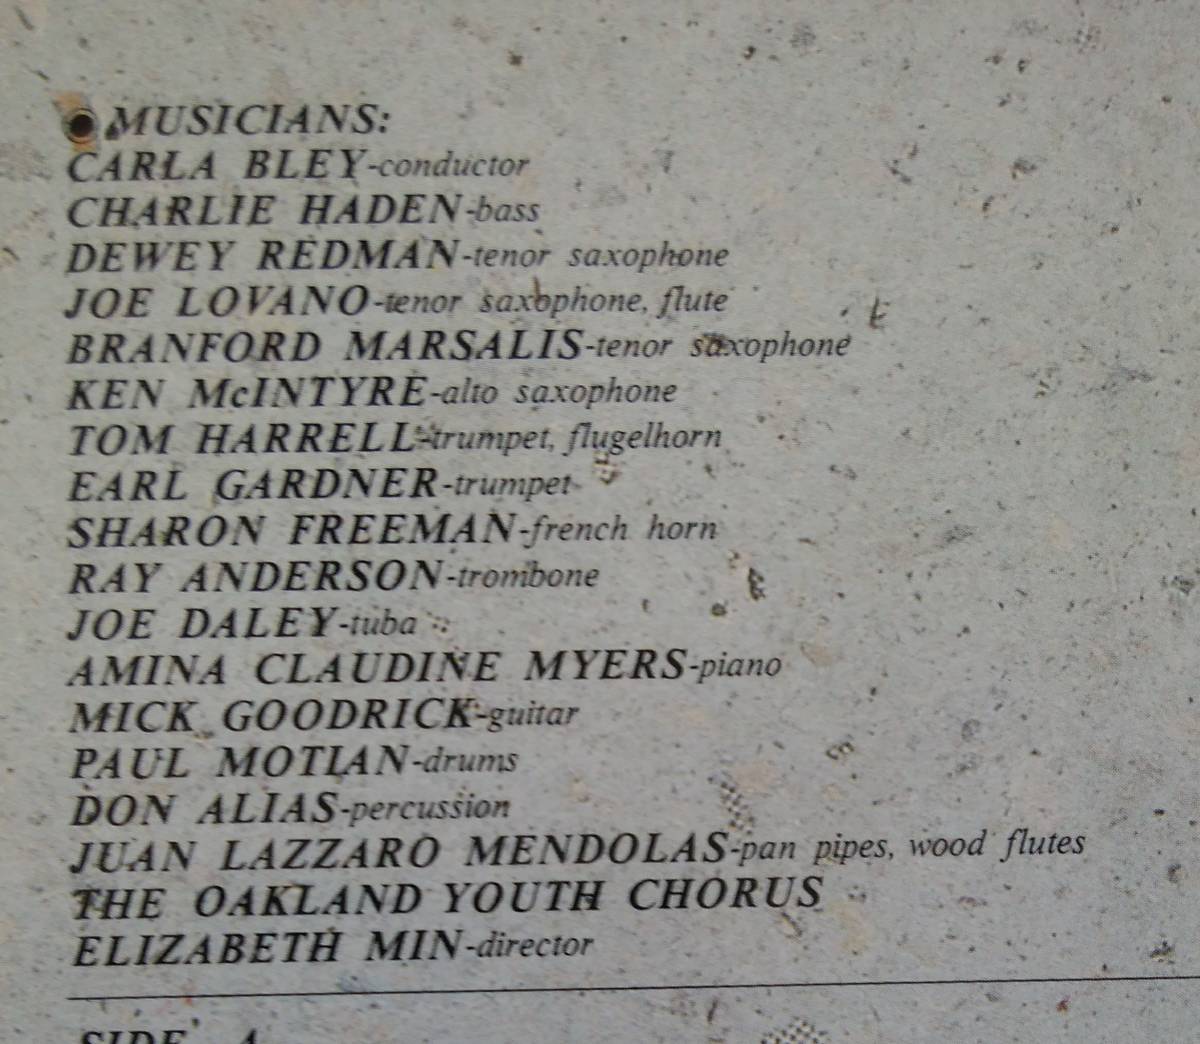 MUSICIANS:
CARLA BLEY-conductor
CHARLIE HADEN-bass
DEWEY REDMAN-tenor saxophone
JOE LOVANO-tenor saxophone, flute
BRANFORD MARSALIS-tenor saxophone
KEN McINTYRE-alto saxophone
TOM HARRELL-trumpet, flugelhorn
EARL GARDNER-trumpet
SHARON FREEMAN-french horn
RAY ANDERSON-trombone
JOE DALEY-tuba
AMINA CLAUDINE MYERS-piano
MICK GOODRICK-guitar
PAUL MOTIAN-drums
DON ALIAS-percussion
JUAN LAZZARO MENDOLAS-pan pipes, wood flutes
THE OAKLAND YOUTH CHORUS
ELIZABETH MIN-director
SIDE A